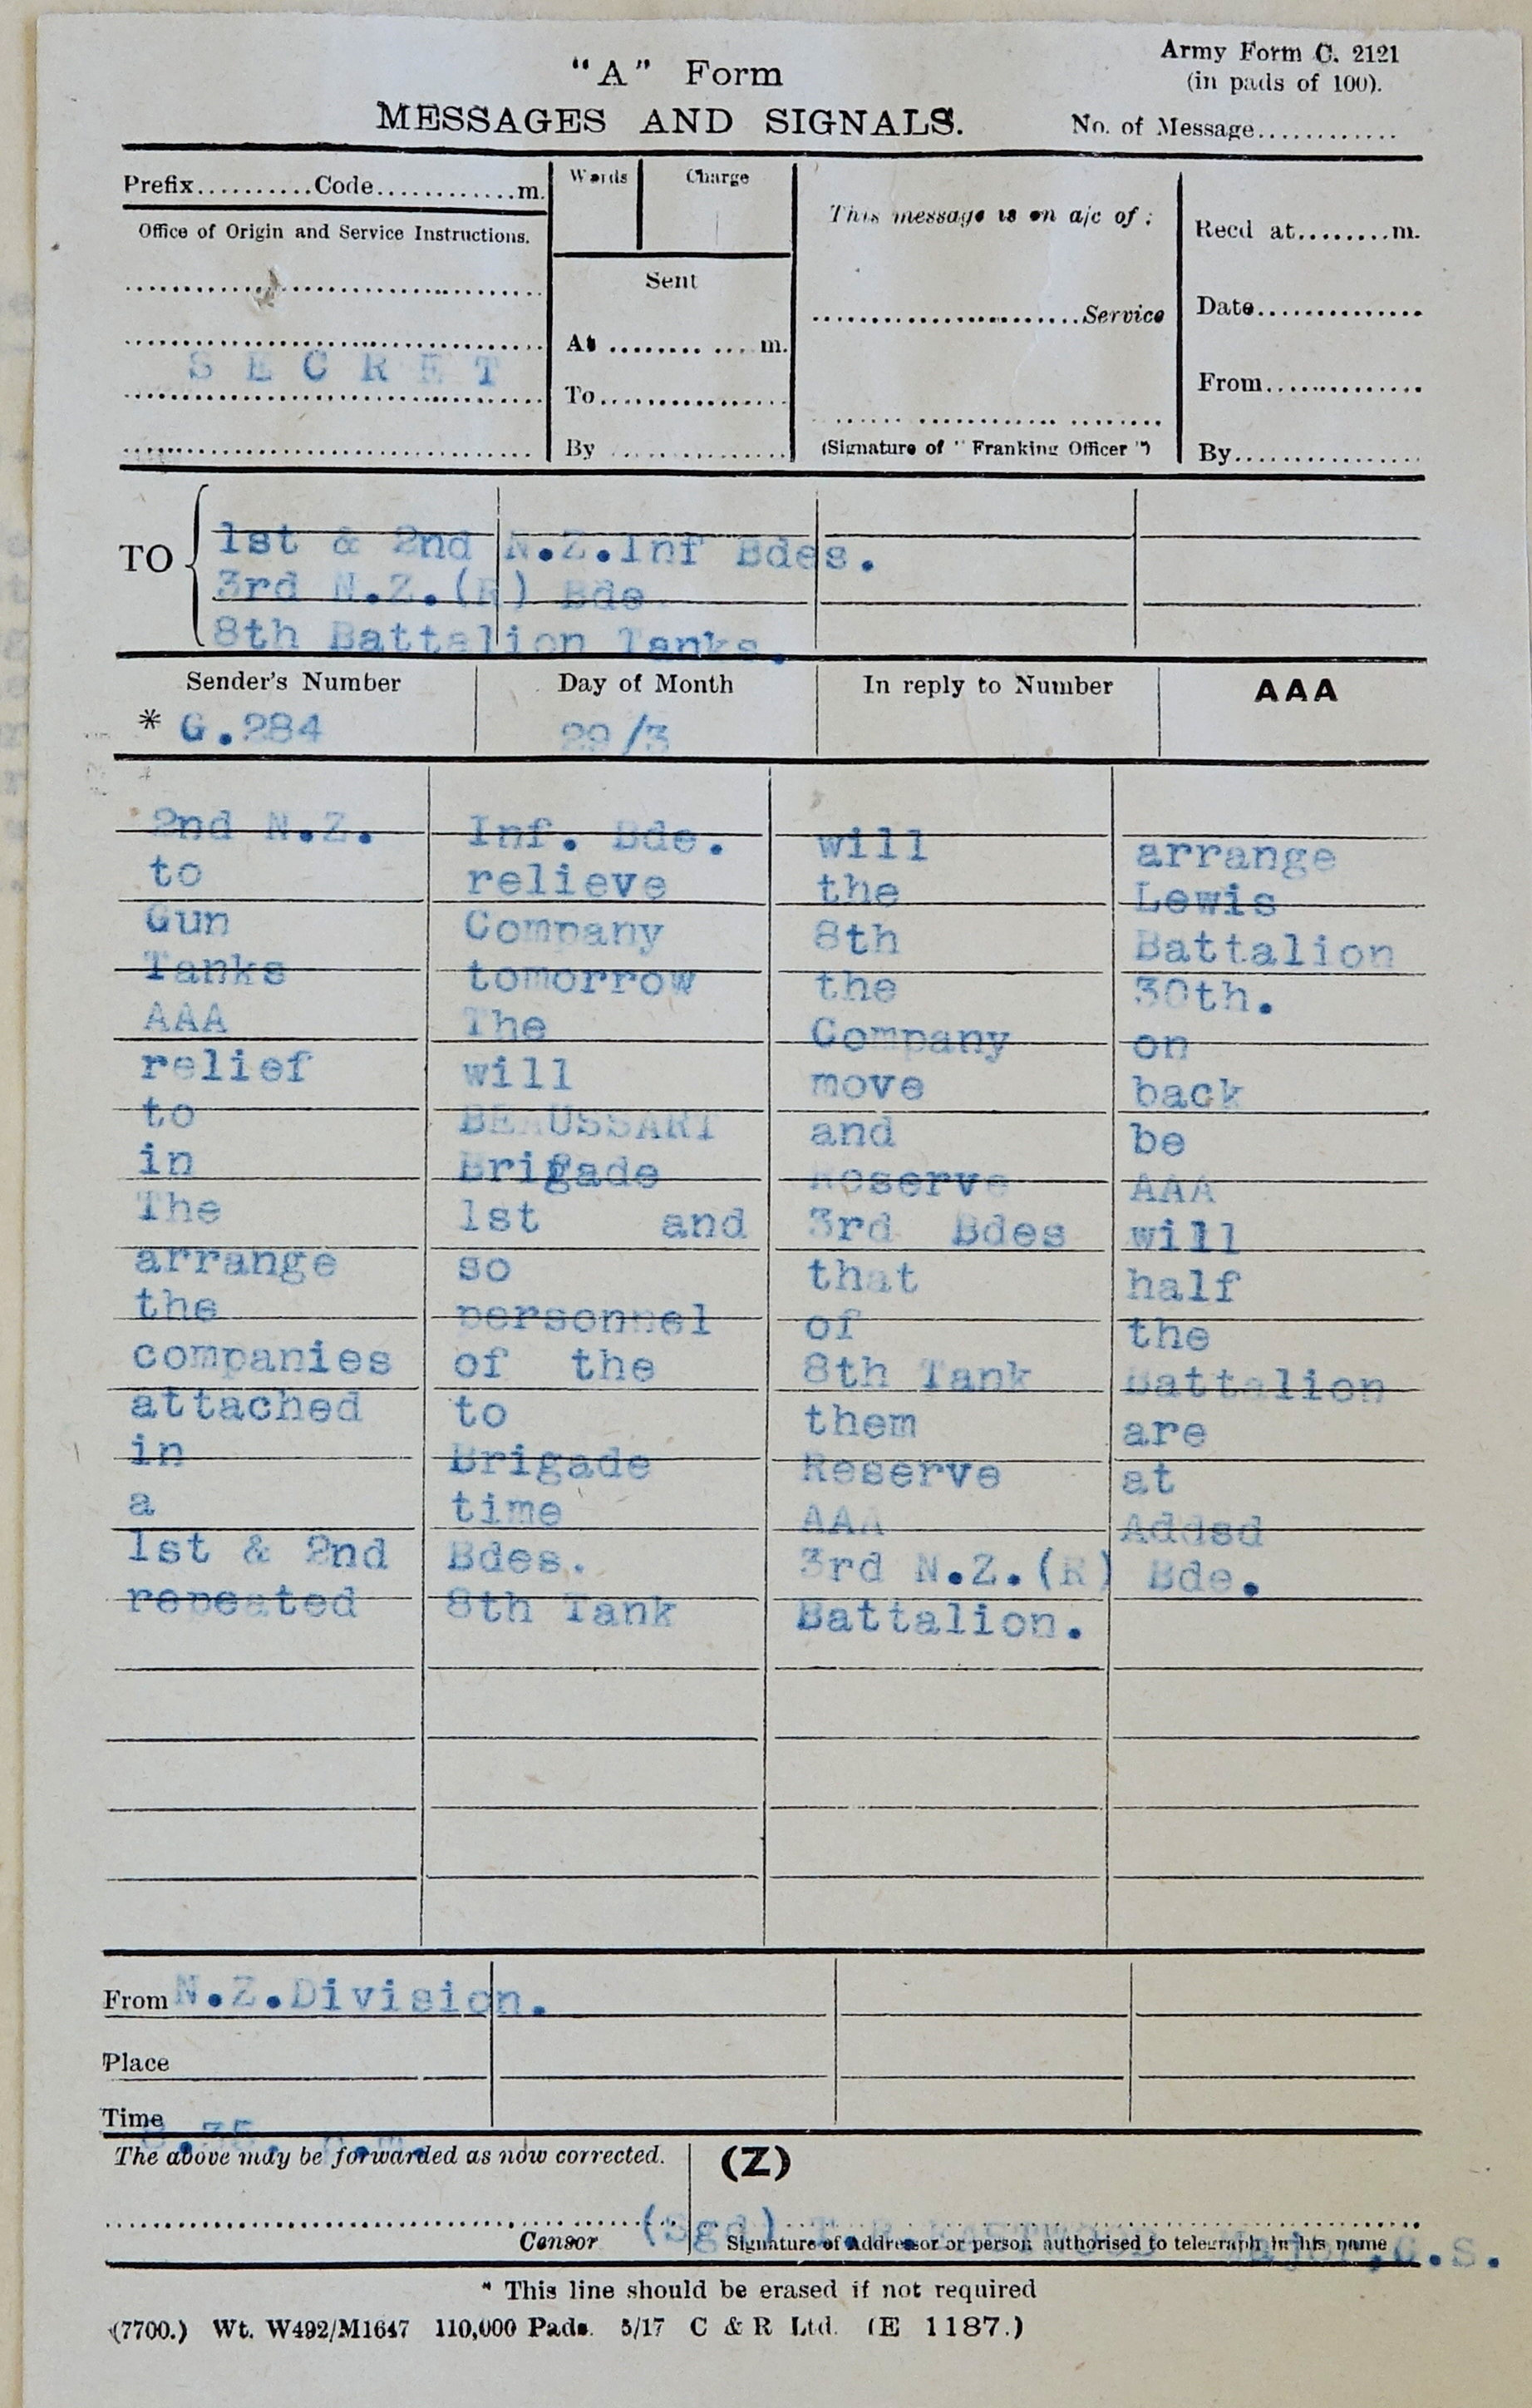 "A" Form
Army Form C. 2121
(in pads of 100).
MESSAGES AND SIGNALS.
No. of Message............
Prefix..........Code.............m.
Words
Charge
This message is on a/c of :
Recd at........m.
Office of Origin and Service Instructions.
Sent
Date...............
..........................Service
At ........ ... m.
SECRET
To................
From..............
(Signature of "Franking Officer")
By ...............
By.................
TO
1st & 2nd N.Z.Inf Bdes.
3rd N.Z.(R) Bde
8th Battalion Tanks.
Sender's Number
Day of Month
In reply to Number
AAA
* G.284
29/3
2nd N.Z. Inf. Bde. will arrange
to relieve the Lewis
Gun Company 8th Battalion
Tanks tomorrow the 30th.
AAA The Company on
relief will move back
to BEAUSSART and be
in Brigade Reserve AAA
The 1st and 3rd Bdes will
arrange so that half
the personnel of the
companies of the 8th Tank Battalion
attached to them are
in Brigade Reserve at
a time AAA Addsd
1st & 2nd Bdes. 3rd N.Z.(R) Bde.
repeated 8th Tank Battalion.
From N.Z.Division.
Place
Time
8.35. p.m.
The above may be forwarded as now corrected.
(Z)
(Sgd) T.R.EASTWOOD Major,G.S.
Censor
Signature of Addressor or person authorised to telegraph in his name
* This line should be erased if not required
(7700.) Wt. W492/M1647 110,000 Pads. 5/17 C & R Ltd. (E 1187.)